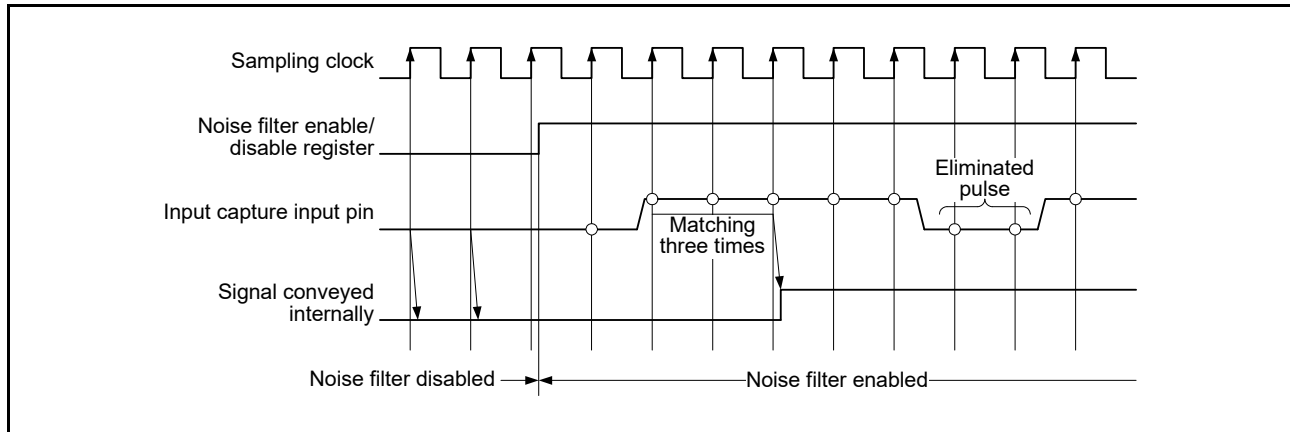 Sampling clock
Noise filter enable/
disable register
Eliminated
pulse
Input capture input pin
Matching
three times
Signal conveyed
internally
Noise filter disabled
Noise filter enabled